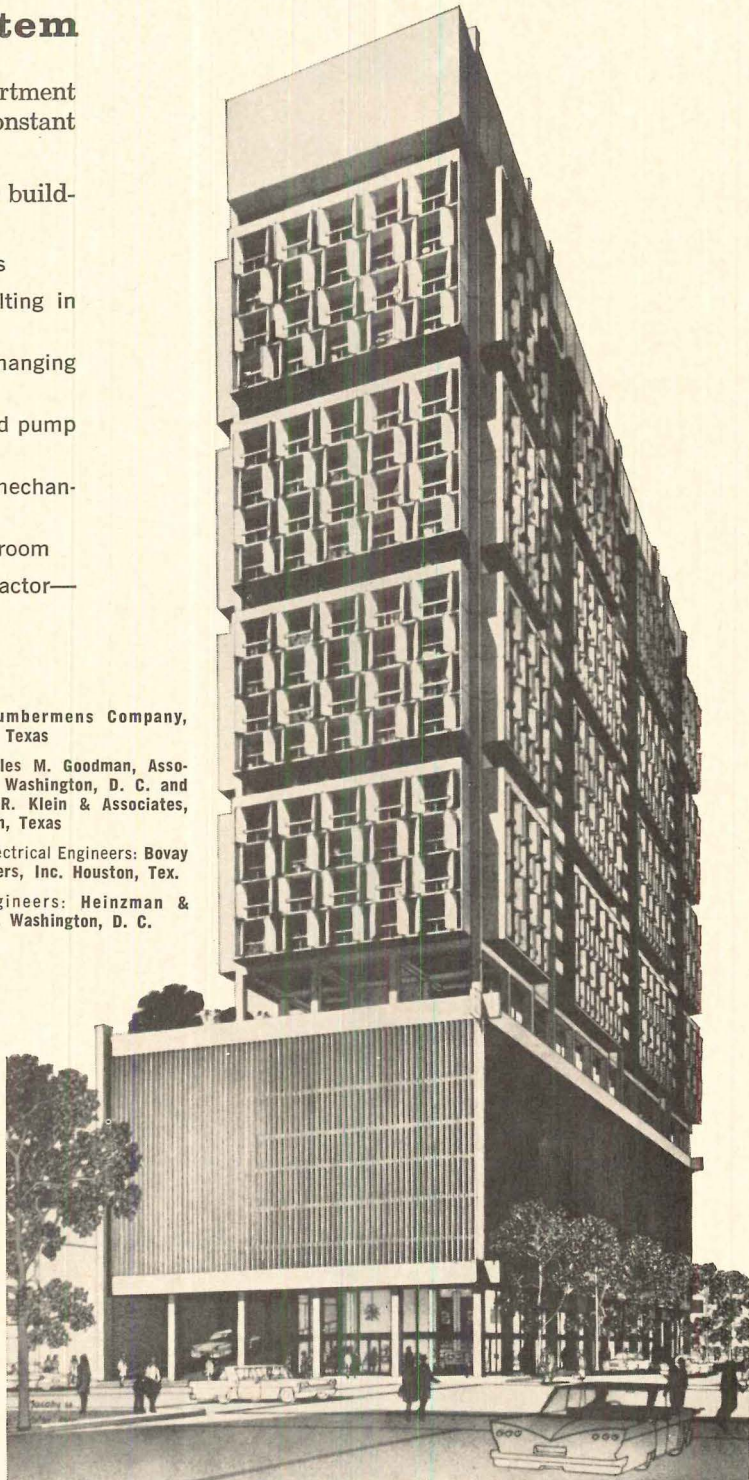 tem
rtment
onstant
build-
s
lting in
hanging
d pump
mechan-
room
actor—
umbermens Company,
Texas
les M. Goodman, Asso-
Washington, D. C. and
R. Klein & Associates,
n, Texas
ectrical Engineers: Bovay
ers, Inc. Houston, Tex.
gineers: Heinzman &
Washington, D. C.